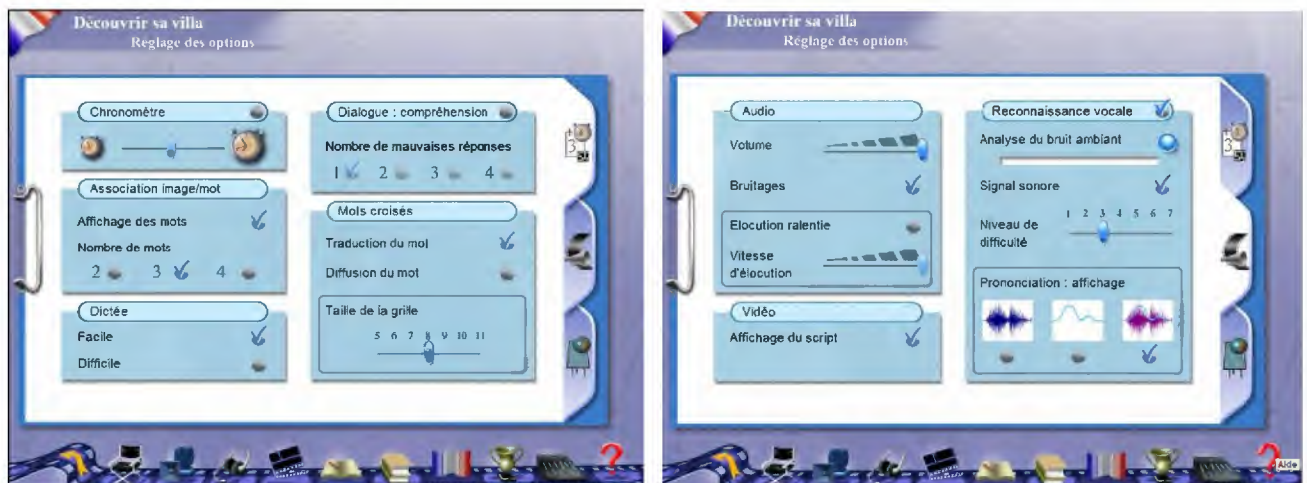 Découvrir sa villa
Réglage des options
Chronomètre
Association image/mot
Affichage des mots
Nombre de mots
2 3 4
Dictée
Facile
Difficile
Dialogue : compréhension
Nombre de mauvaises réponses
1 2 3 4
Mots croisés
Traduction du mot
Diffusion du mot
Taille de la grille
5 6 7 8 9 10 11
3
Découvrir sa villa
Réglage des options
Audio
Volume
Bruitages
Elocution ralentie
Vitesse
d'élocution
Vidéo
Affichage du script
Reconnaissance vocale
Analyse du bruit ambiant
Signal sonore
1 2 3 4 5 6 7
Niveau de
difficulté
Prononciation : affichage
3
Aide